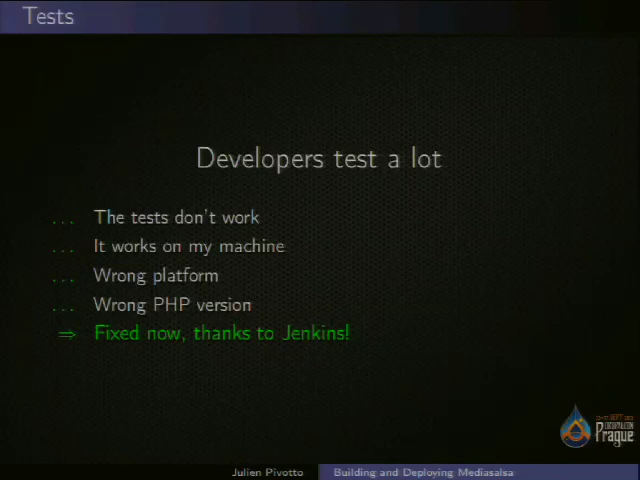 Tests
Developers test a lot
... The tests don't work
... It works on my machine
... Wrong platform
... Wrong PHP version
⇒ Fixed now, thanks to Jenkins!
Prague
Julien Pivotto
Building and Deploying Mediasalsa